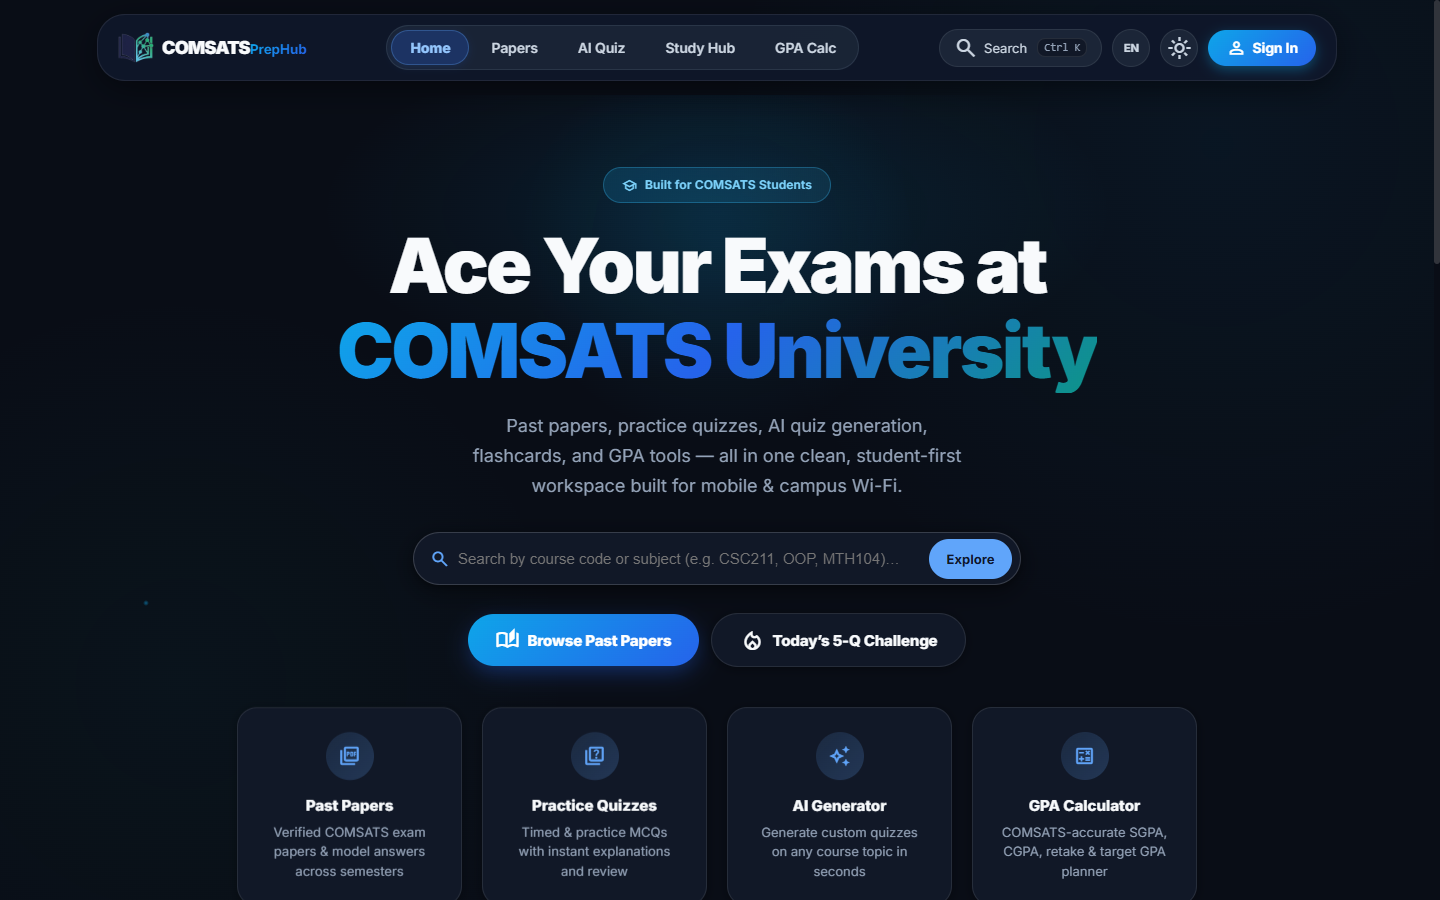 COMSATSPrepHub
Home Papers AI Quiz Study Hub GPA Calc
Search Ctrl K EN Sign In
Built for COMSATS Students
Ace Your Exams at
COMSATS University
Past papers, practice quizzes, AI quiz generation,
flashcards, and GPA tools — all in one clean, student-first
workspace built for mobile & campus Wi-Fi.
Search by course code or subject (e.g. CSC211, OOP, MTH104)... Explore
Browse Past Papers Today’s 5-Q Challenge
PDF
Past Papers
Verified COMSATS exam
papers & model answers
across semesters
?
Practice Quizzes
Timed & practice MCQs
with instant explanations
and review
AI Generator
Generate custom quizzes
on any course topic in
seconds
GPA Calculator
COMSATS-accurate SGPA,
CGPA, retake & target GPA
planner